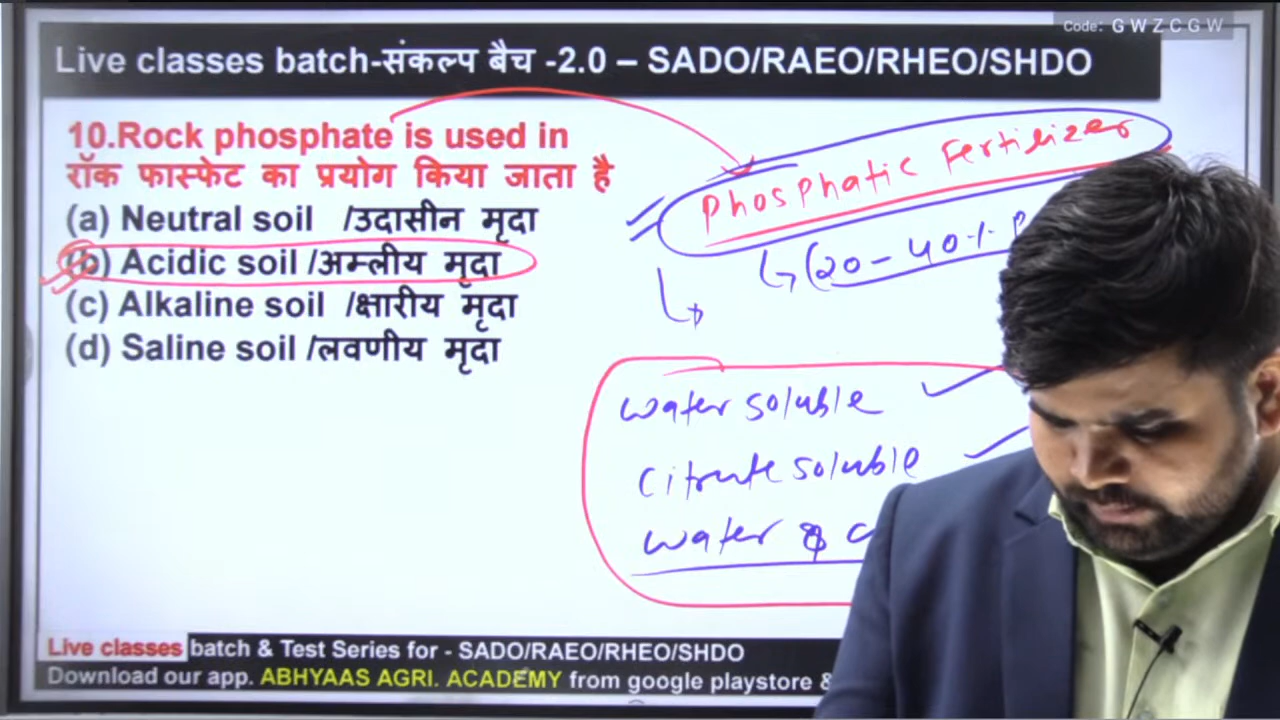 Code: GWZCGW
Live classes batch-संकल्प बैच -2.0 – SADO/RAEO/RHEO/SHDO
10.Rock phosphate is used in
रॉक फास्फेट का प्रयोग किया जाता है
(a) Neutral soil /उदासीन मृदा
(b) Acidic soil /अम्लीय मृदा
(c) Alkaline soil /क्षारीय मृदा
(d) Saline soil /लवणीय मृदा
Phosphatic Fertilizer
(20-40%
water soluble
Citrate soluble
water &
Live classes batch & Test Series for - SADO/RAEO/RHEO/SHDO
Download our app. ABHYAAS AGRI. ACADEMY from google playstore &